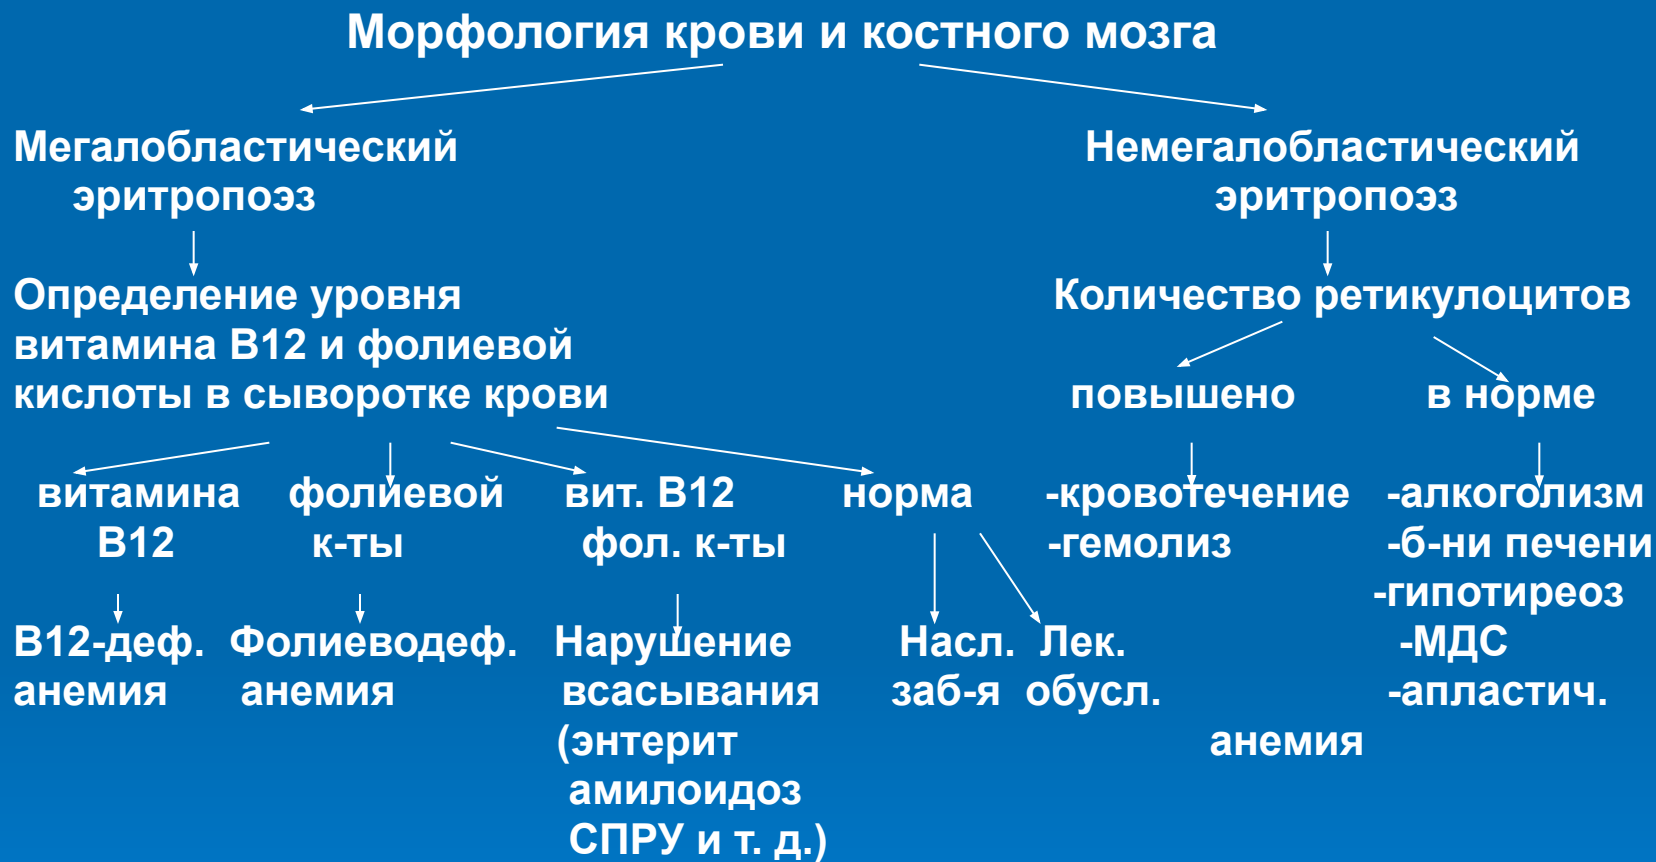 Морфология крови и костного мозга
Мегалобластический
эритропоэз
Немегалобластический
эритропоэз
Определение уровня
витамина В12 и фолиевой
кислоты в сыворотке крови
Количество ретикулоцитов
повышено
в норме
витамина
В12
фолиевой
к-ты
вит. В12
фол. к-ты
норма
-кровотечение
-гемолиз
-алкоголизм
-б-ни печени
-гипотиреоз
-МДС
-апластич.
анемия
В12-деф.
анемия
Фолиеводеф.
анемия
Нарушение
всасывания
(энтерит
амилоидоз
СПРУ и т. д.)
Насл.
заб-я
Лек.
обусл.